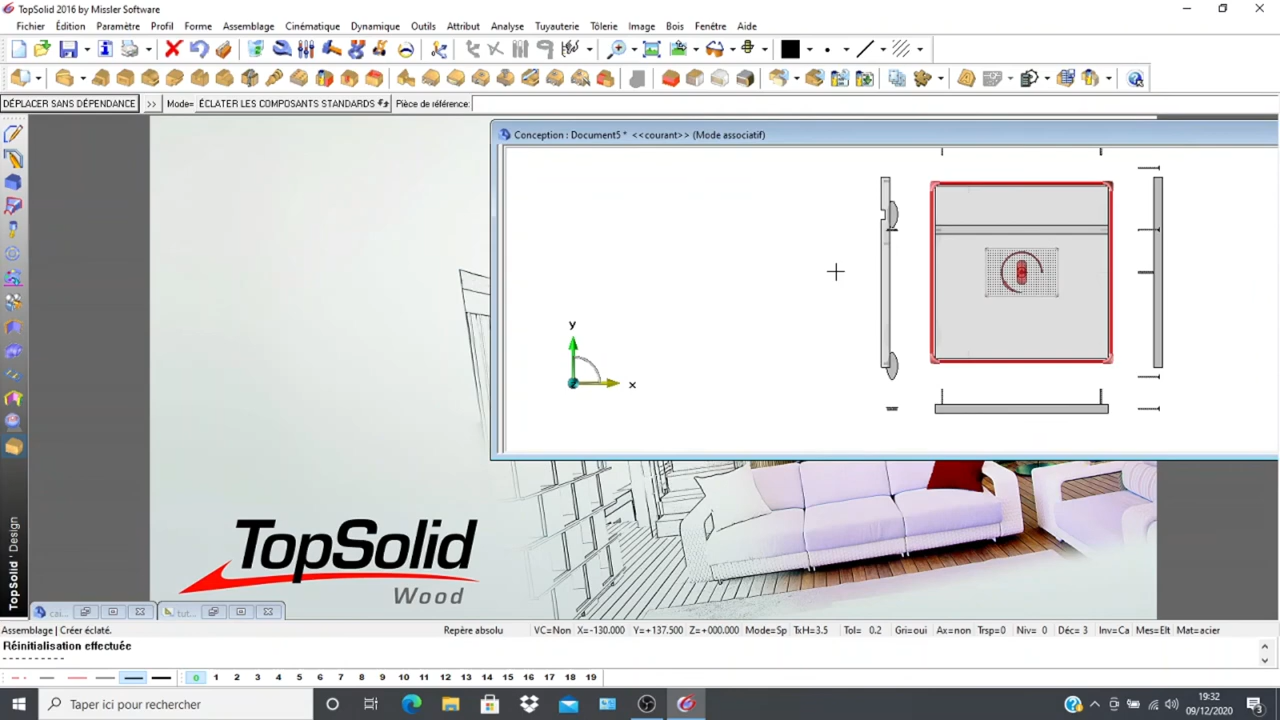 TopSolid 2016 by Missler Software
Fichier Edition Paramètre Profil Forme Assemblage Cinématique Dynamique Outils Attribut Analyse Tuyauterie Tôlerie Image Bois Fenêtre Aide
DÉPLACER SANS DÉPENDANCE >> Mode= ÉCLATER LES COMPOSANTS STANDARDS Pièce de référence:
Conception : Document5 * <<courant>> (Mode associatif)
y
x
TopSolid
Wood
TopSolid ' Design
cai... tut...
Assemblage | Créer éclaté. Repère absolu VC=Non X=-130.000 Y=+137.500 Z=+000.000 Mode=Sp TxH=3.5 Tol= 0.2 Gri=oui Ax=non Trsp=0 Niv= 0 Déc= 3 Inv=Ca Mes=Elt Mat=acier
Réinitialisation effectuée
----------
0 1 2 3 4 5 6 7 8 9 10 11 12 13 14 15 16 17 18 19
Taper ici pour rechercher
19:32
09/12/2020
3